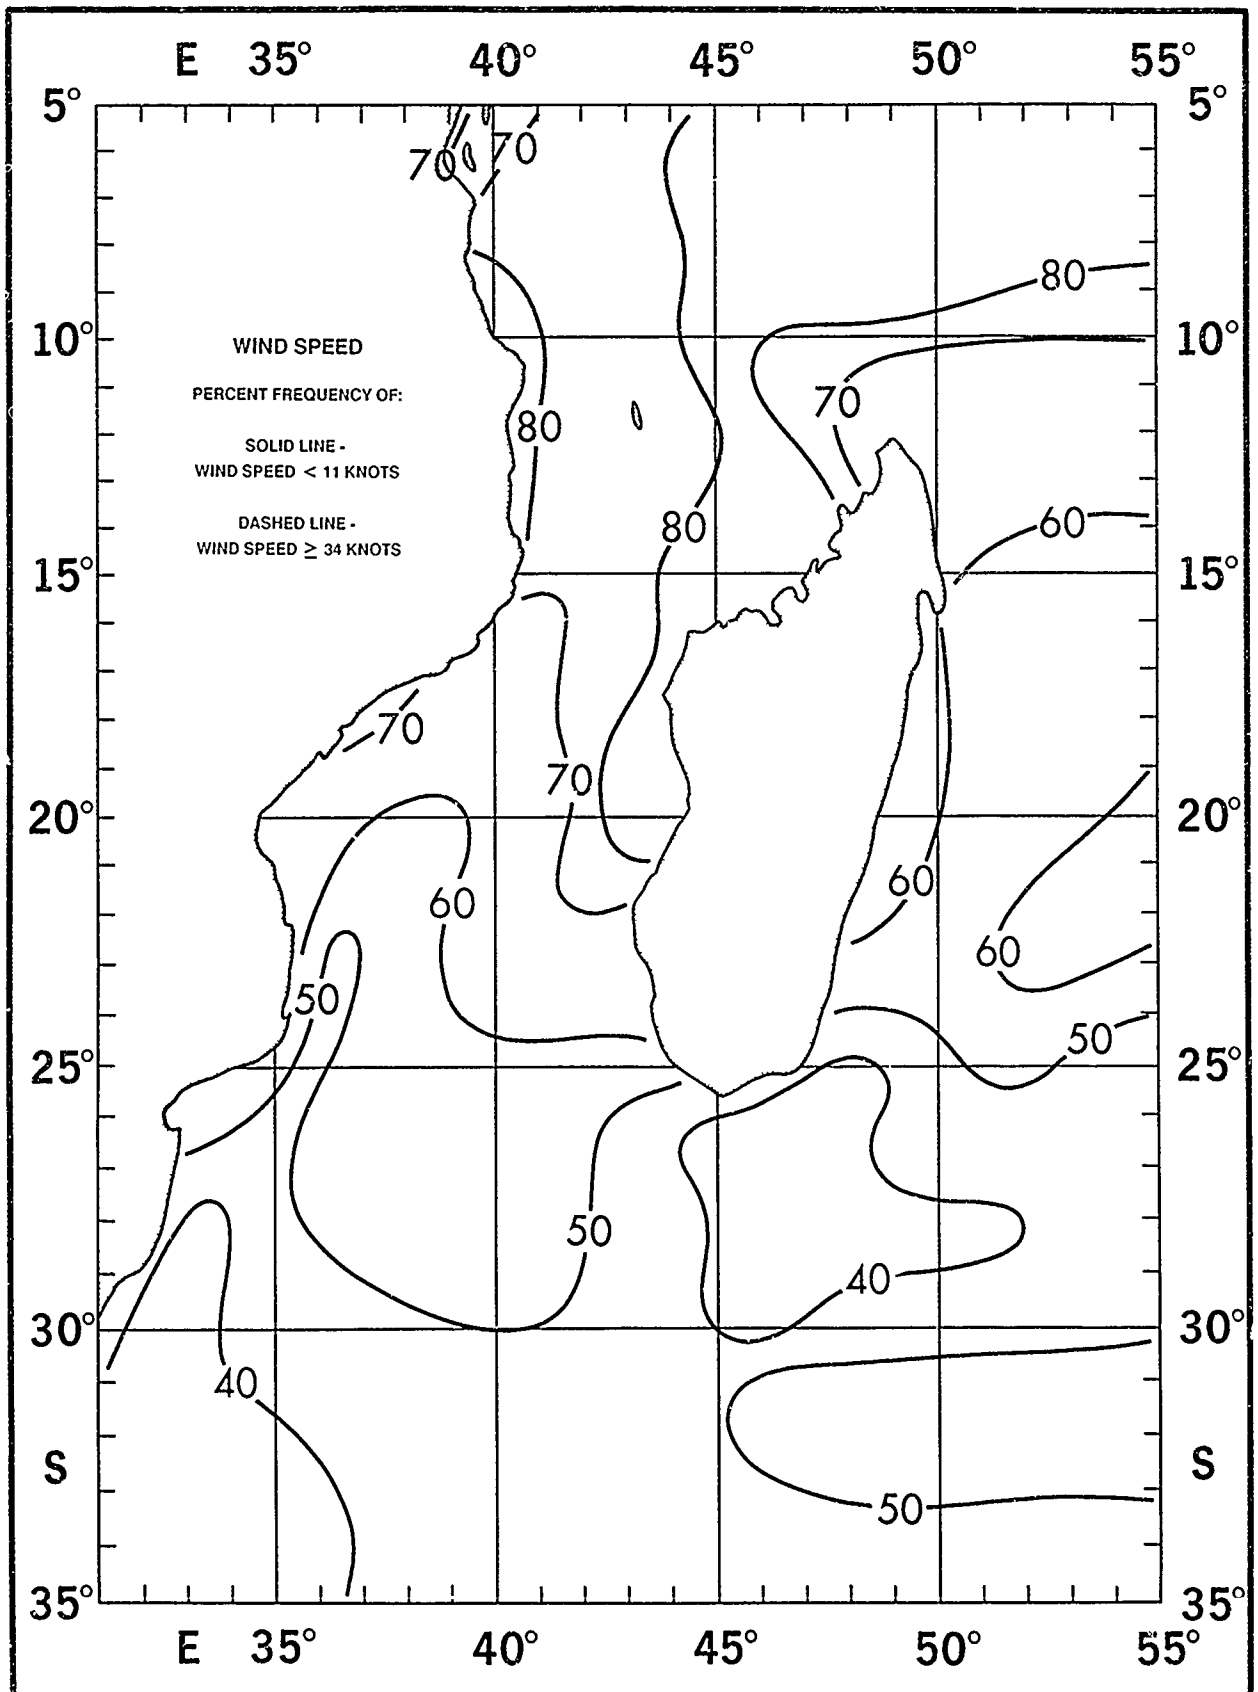 E 35° 40° 45° 50° 55°
5° 5°
70 70
80
10° 10°
WIND SPEED
PERCENT FREQUENCY OF:
70
80
SOLID LINE -
WIND SPEED < 11 KNOTS
DASHED LINE -
WIND SPEED ≥ 34 KNOTS
80
60
15° 15°
70
70
20° 20°
60
60
60
50
50
25° 25°
50
40
30° 30°
40
S S
50
35° 35°
E 35° 40° 45° 50° 55°